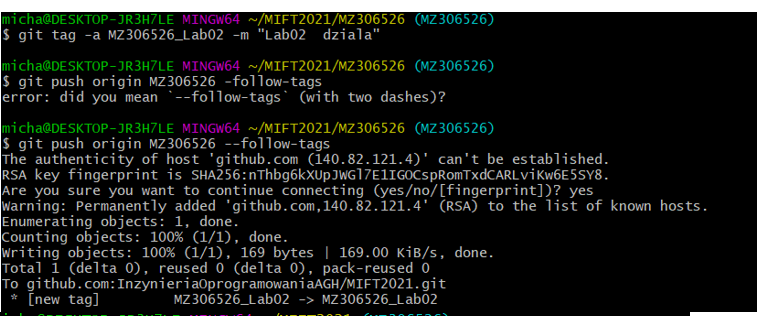 micha@DESKTOP-JR3H7LE MINGW64 ~/MIFT2021/MZ306526 (MZ306526)
$ git tag -a MZ306526_Lab02 -m "Lab02  dziala"
micha@DESKTOP-JR3H7LE MINGW64 ~/MIFT2021/MZ306526 (MZ306526)
$ git push origin MZ306526 -follow-tags
error: did you mean `--follow-tags` (with two dashes)?
micha@DESKTOP-JR3H7LE MINGW64 ~/MIFT2021/MZ306526 (MZ306526)
$ git push origin MZ306526 --follow-tags
The authenticity of host 'github.com (140.82.121.4)' can't be established.
RSA key fingerprint is SHA256:nThbg6kXUpJWGl7E1IGOCspRomTxdCARLviKw6E5SY8.
Are you sure you want to continue connecting (yes/no/[fingerprint])? yes
Warning: Permanently added 'github.com,140.82.121.4' (RSA) to the list of known hosts.
Enumerating objects: 1, done.
Counting objects: 100% (1/1), done.
Writing objects: 100% (1/1), 169 bytes | 169.00 KiB/s, done.
Total 1 (delta 0), reused 0 (delta 0), pack-reused 0
To github.com:InzynieriaOprogramowaniaAGH/MIFT2021.git
 * [new tag]         MZ306526_Lab02 -> MZ306526_Lab02